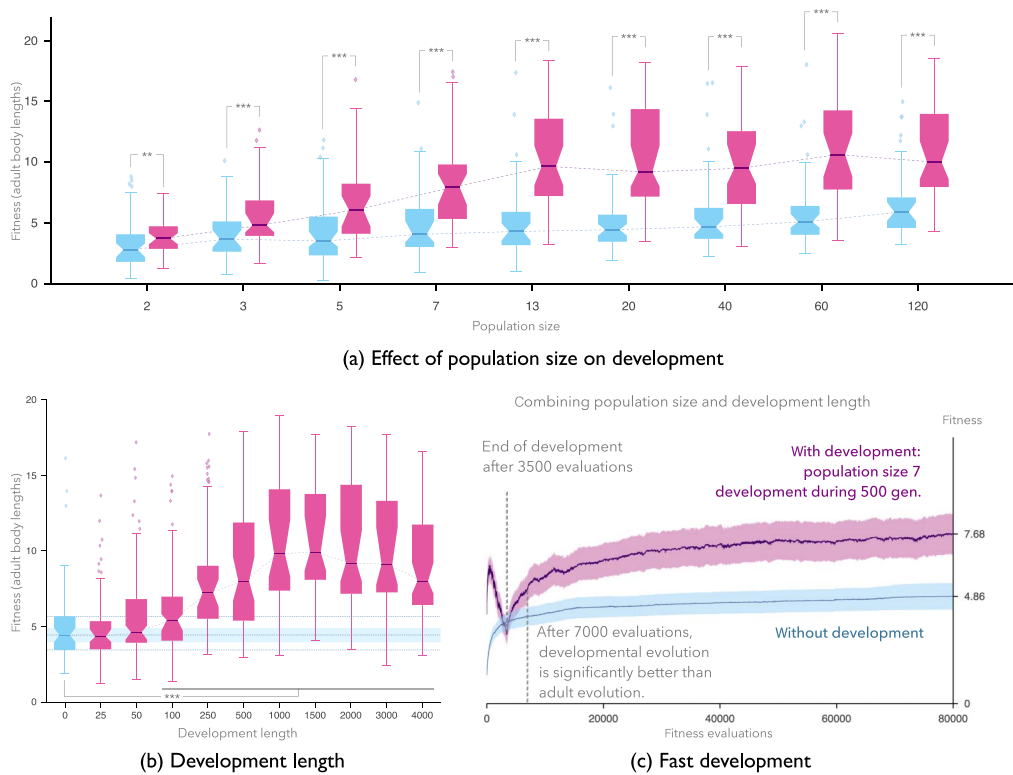 20
15
10
5
0
Fitness (adult body lengths)
**
***
***
***
***
***
***
***
***
2
3
5
7
13
20
40
60
120
Population size
(a) Effect of population size on development
20
15
10
5
0
Fitness (adult body lengths)
***
0
25
50
100
250
500
1000
1500
2000
3000
4000
Development length
(b) Development length
Combining population size and development length
Fitness
End of development
after 3500 evaluations
With development:
population size 7
development during 500 gen.
7.68
4.86
0
After 7000 evaluations,
developmental evolution
is significantly better than
adult evolution.
Without development
0
20000
40000
60000
80000
Fitness evaluations
(c) Fast development